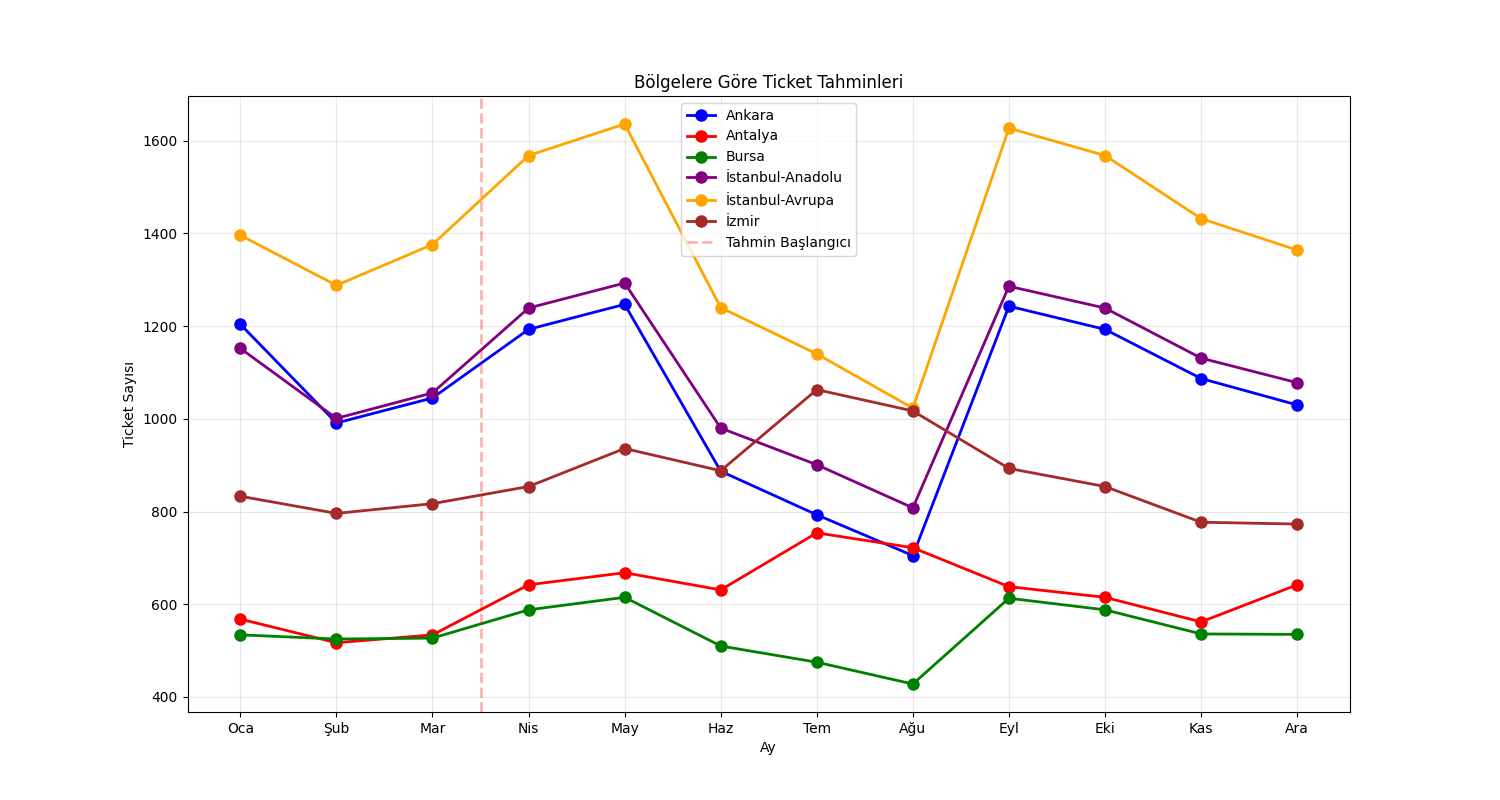 Bölgelere Göre Ticket Tahminleri
Ankara
Antalya
Bursa
İstanbul-Anadolu
İstanbul-Avrupa
İzmir
Tahmin Başlangıcı
Ticket Sayısı
1600
1400
1200
1000
800
600
400
Oca Şub Mar Nis May Haz Tem Ağu Eyl Eki Kas Ara
Ay